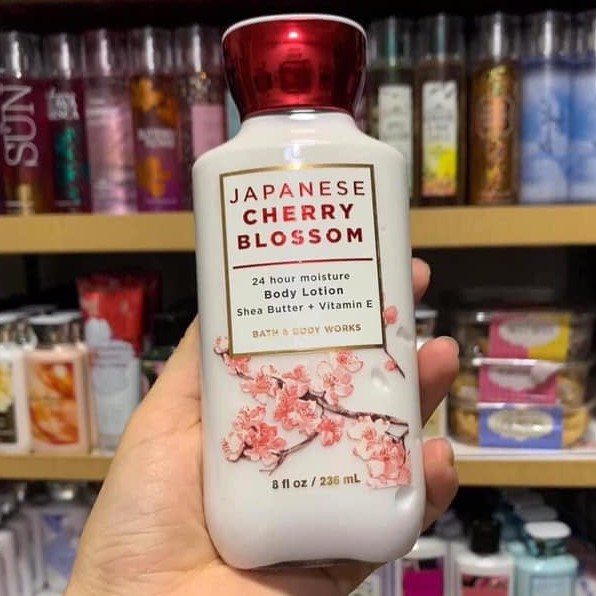 JAPANESE
CHERRY
BLOSSOM
24 hour moisture
Body Lotion
Shea Butter + Vitamin E
BATH & BODY WORKS
8 fl oz / 236 mL
SUN